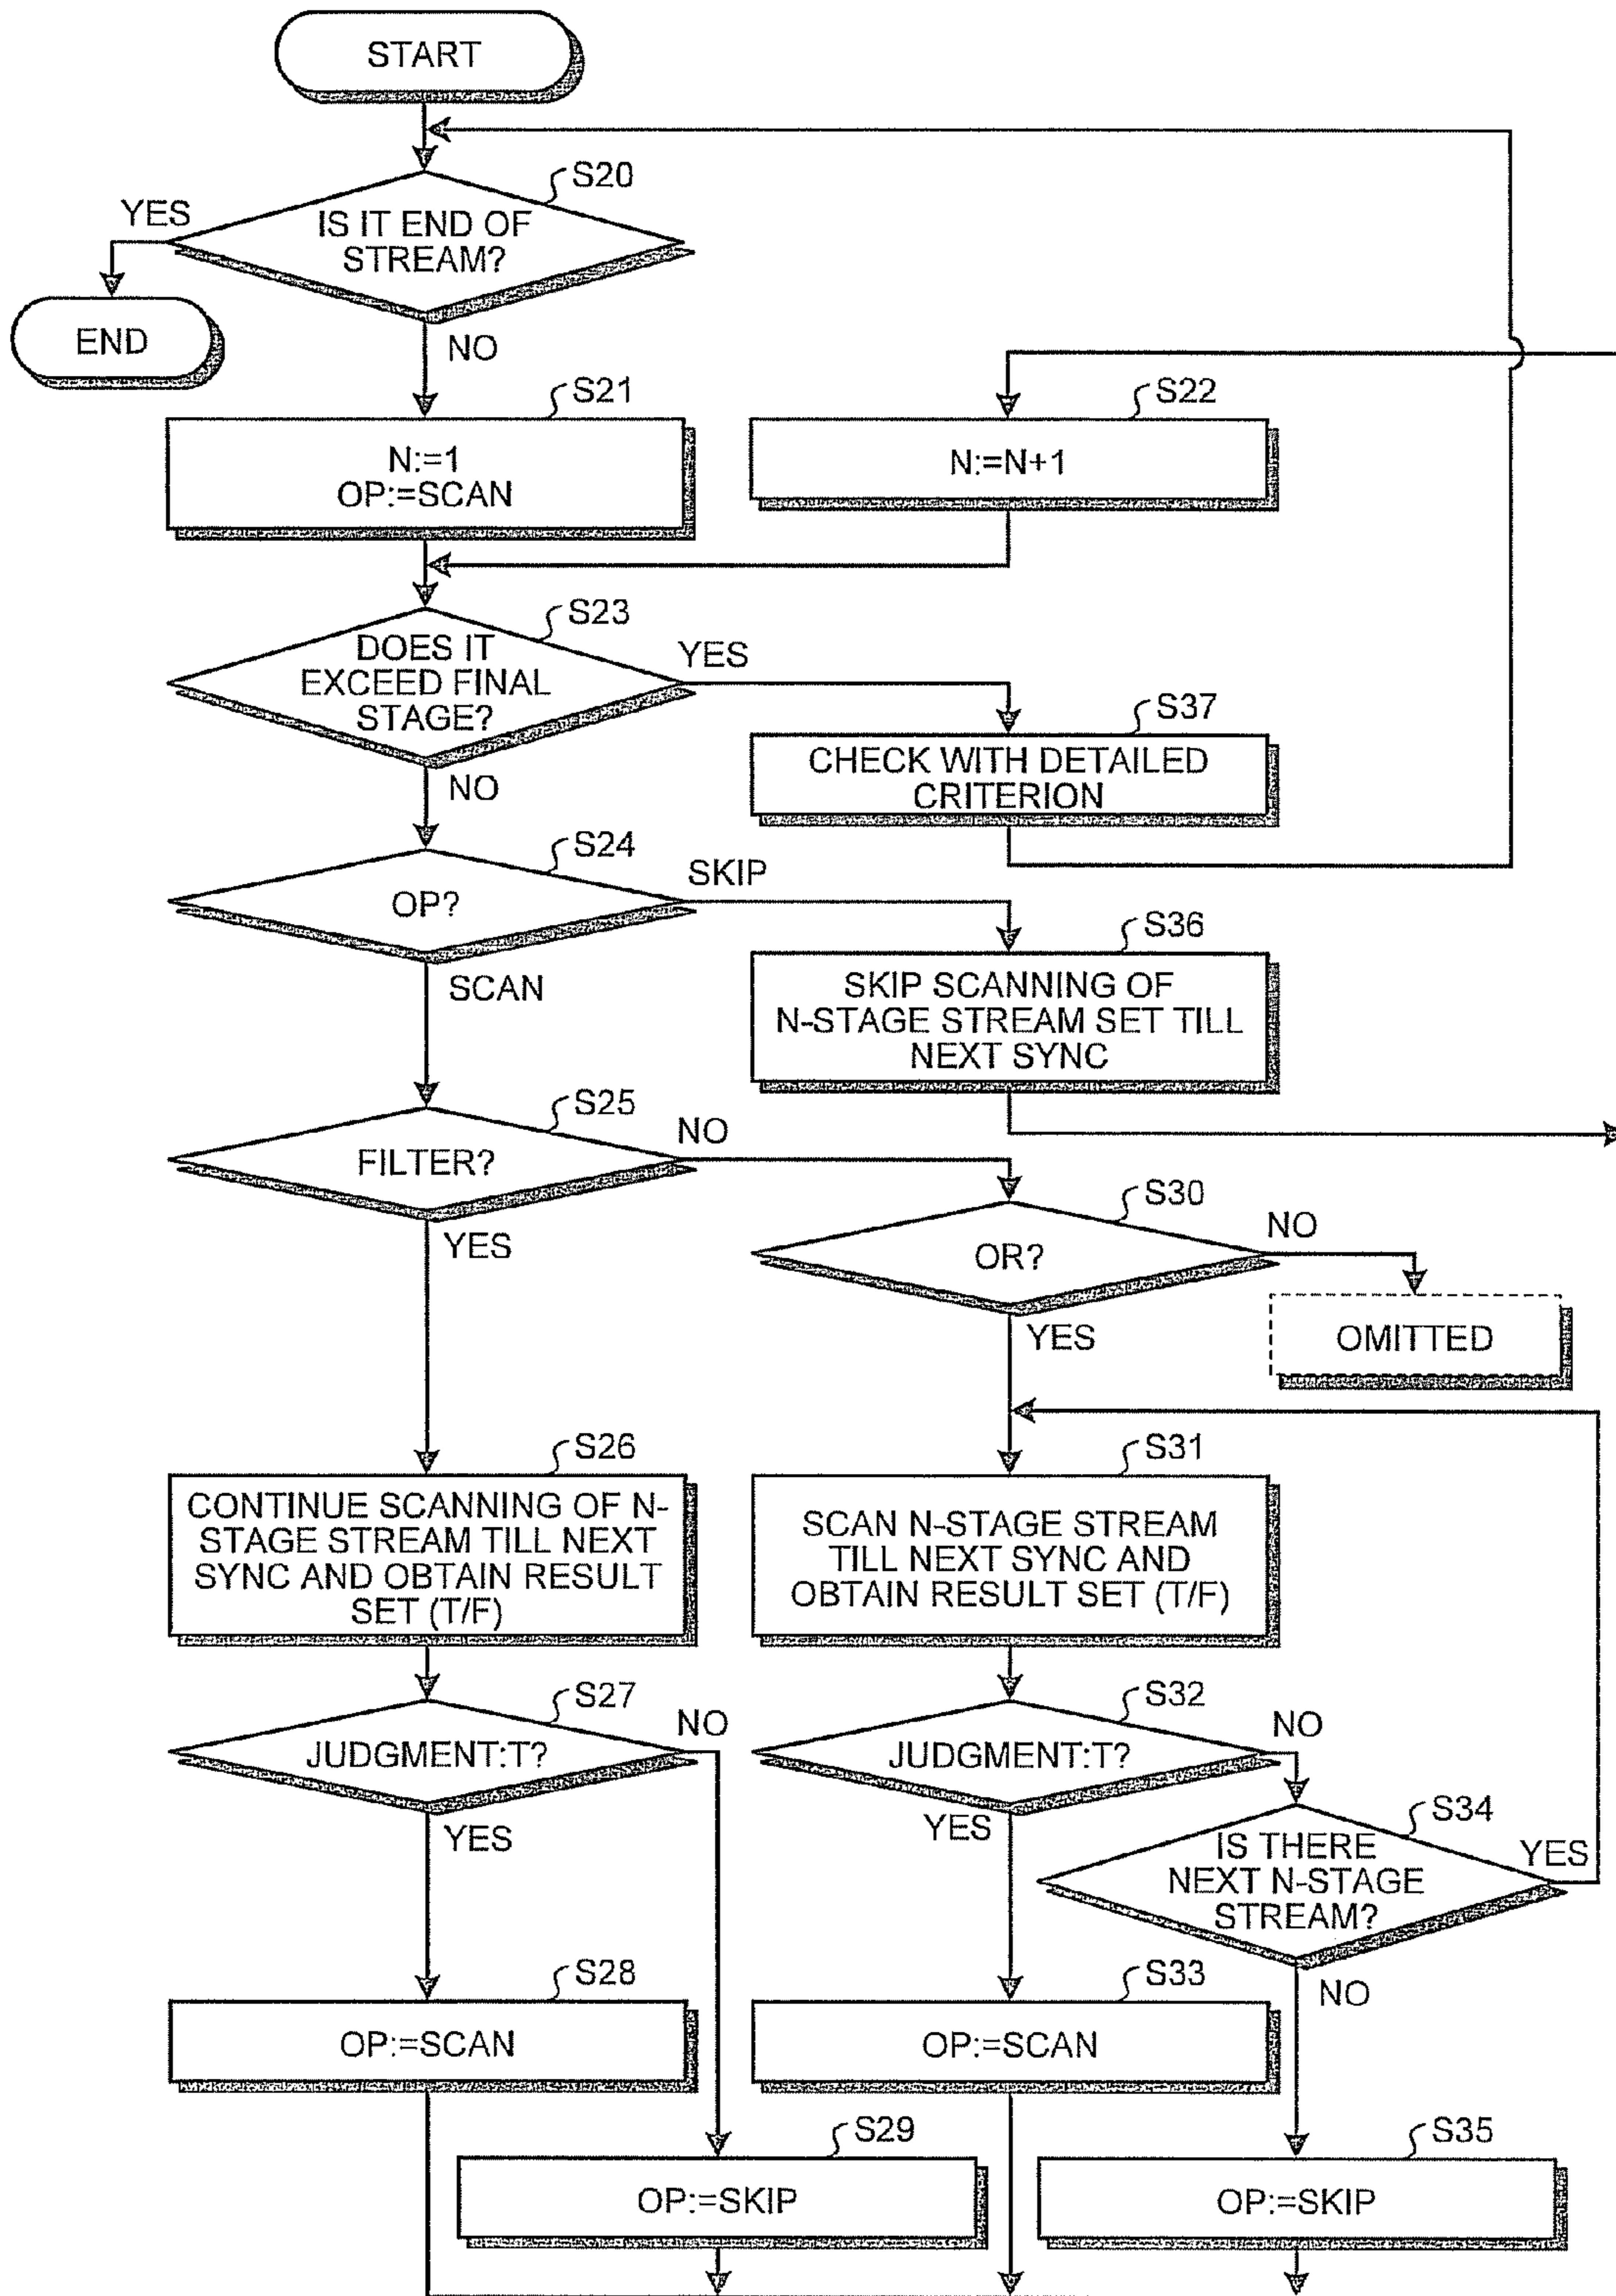 START
S20
YES
IS IT END OF
STREAM?
END
NO
S21
N:=1
OP:=SCAN
S22
N:=N+1
S23
DOES IT
EXCEED FINAL
STAGE?
YES
NO
S37
CHECK WITH DETAILED
CRITERION
S24
OP?
SKIP
SCAN
S36
SKIP SCANNING OF
N-STAGE STREAM SET TILL
NEXT SYNC
S25
FILTER?
NO
YES
S30
OR?
NO
YES
OMITTED
S26
CONTINUE SCANNING OF N-
STAGE STREAM TILL NEXT
SYNC AND OBTAIN RESULT
SET (T/F)
S31
SCAN N-STAGE STREAM
TILL NEXT SYNC AND
OBTAIN RESULT SET (T/F)
S27
JUDGMENT:T?
NO
YES
S32
JUDGMENT:T?
NO
YES
S34
IS THERE
NEXT N-STAGE
STREAM?
YES
NO
S28
OP:=SCAN
S33
OP:=SCAN
S29
OP:=SKIP
S35
OP:=SKIP